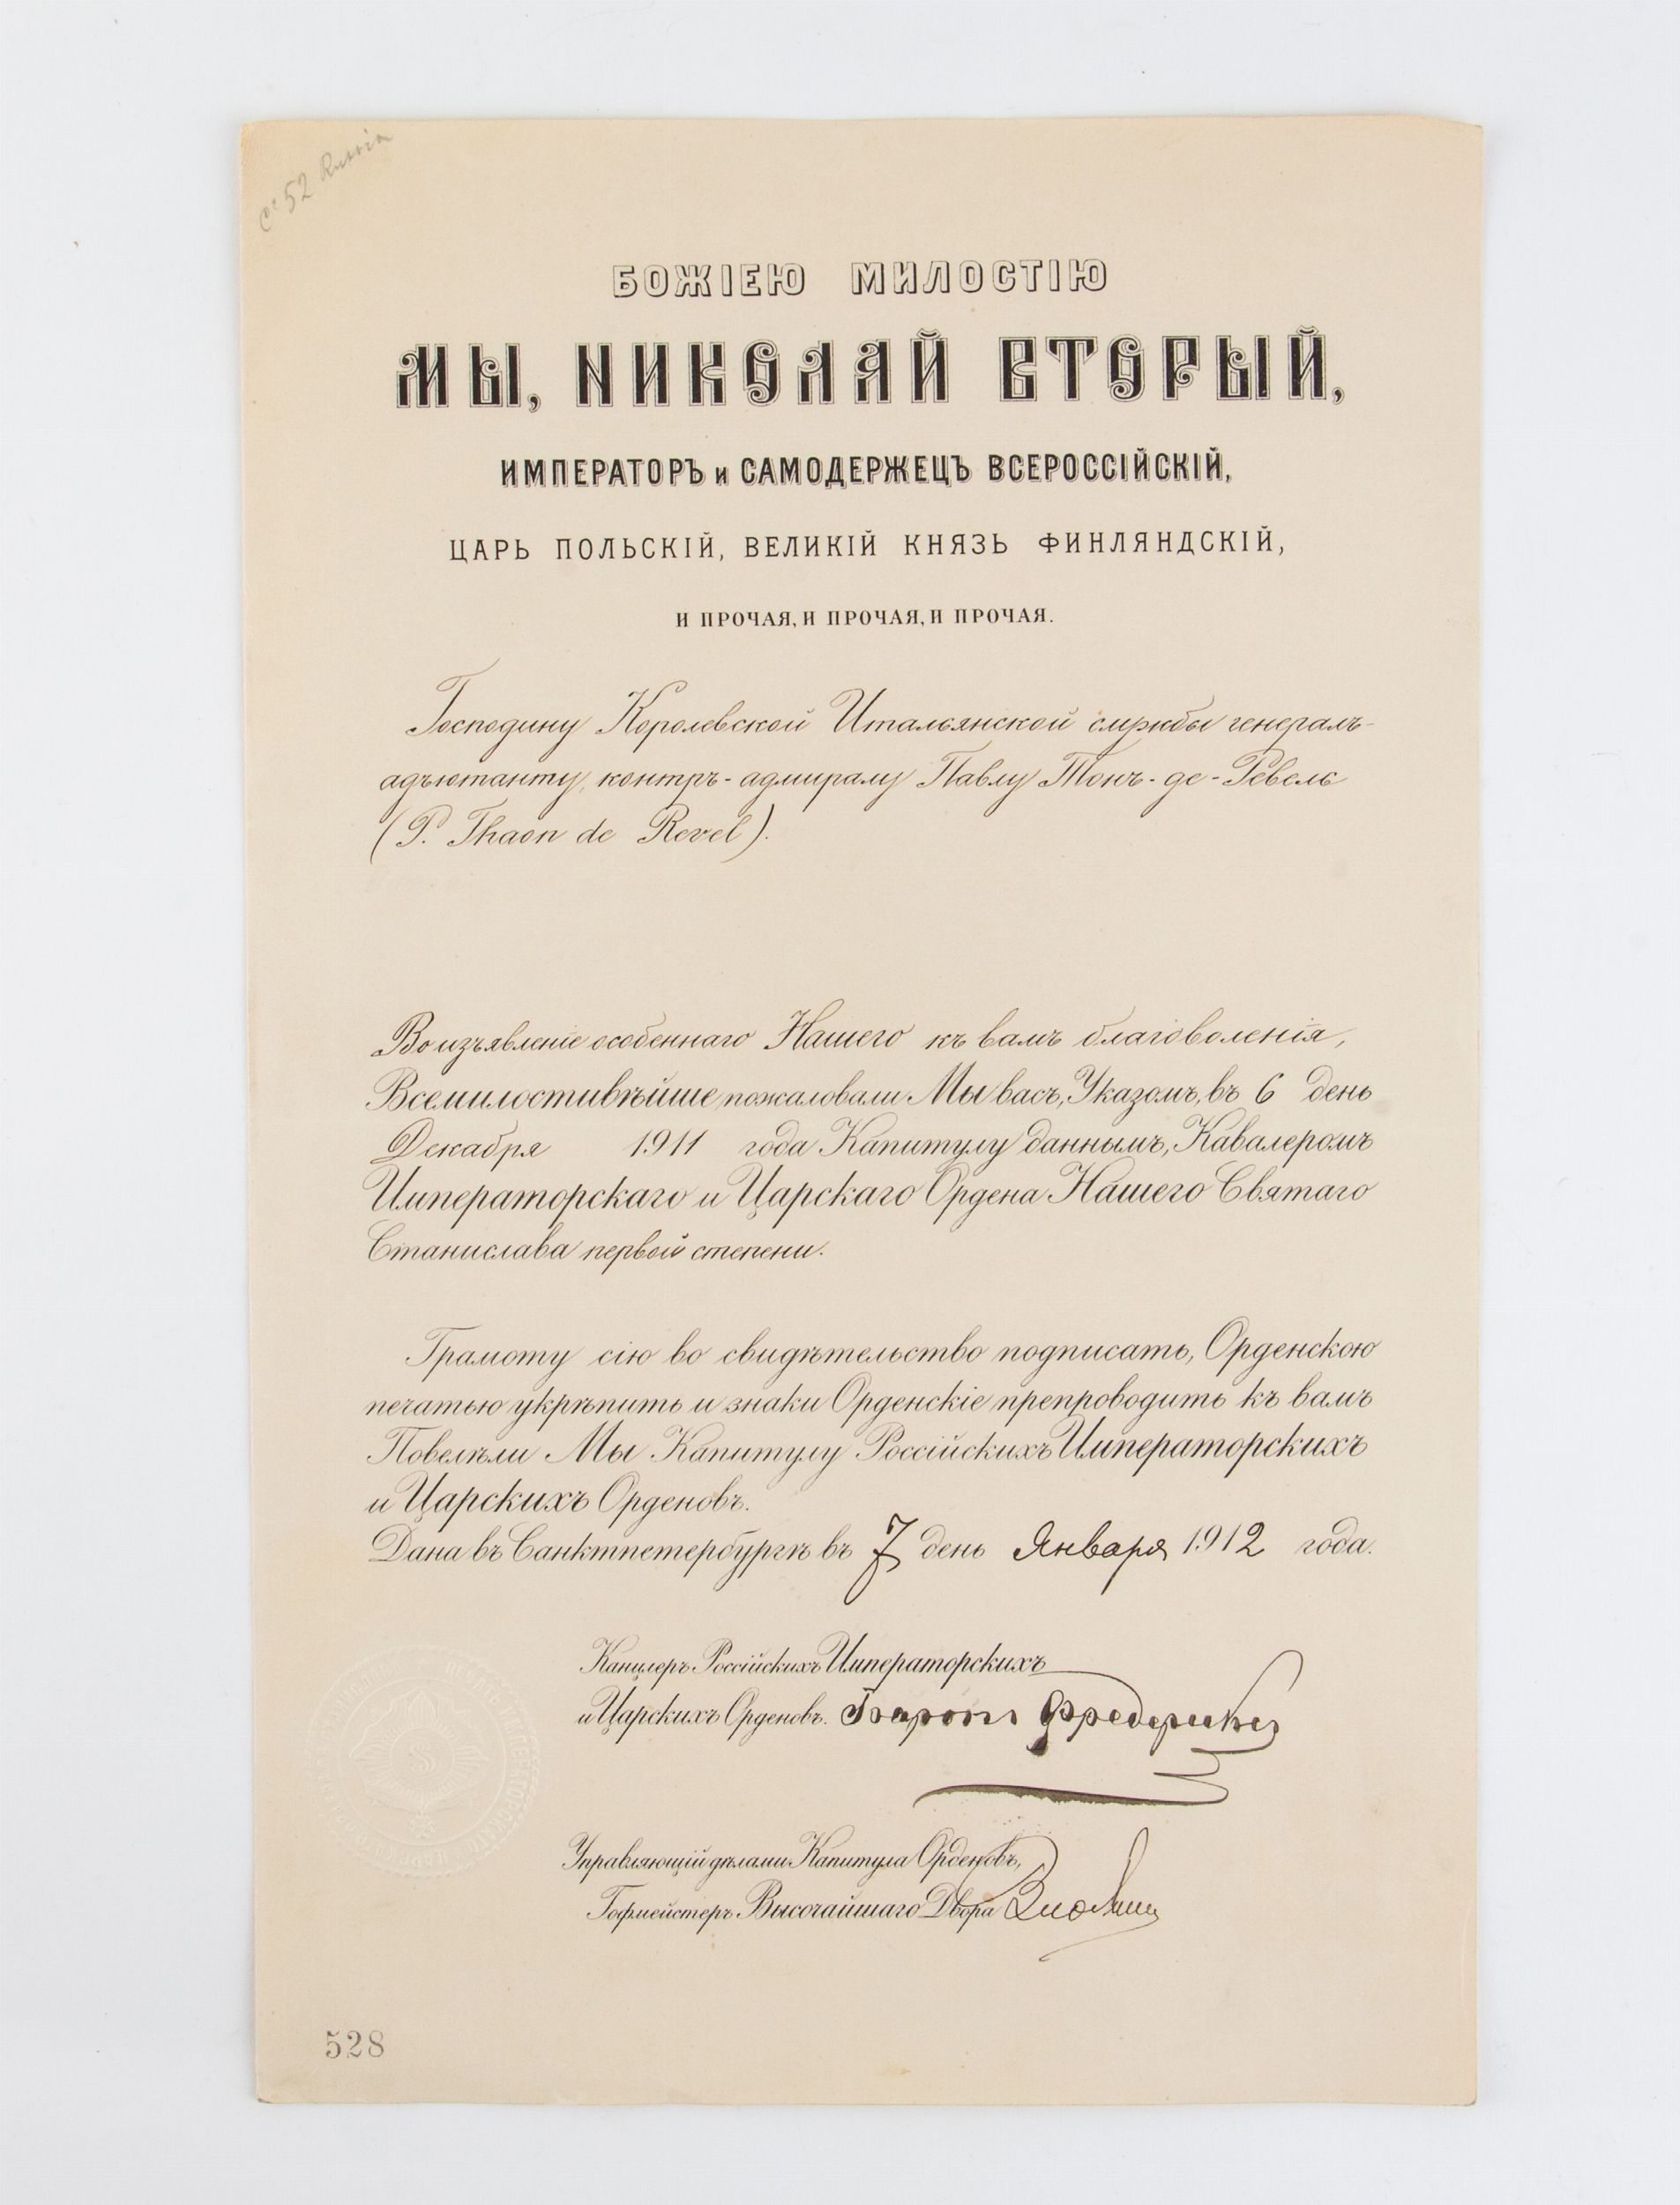 52 Russia
БОЖІЕЮ МИЛОСТІЮ
МЫ, НИКОЛАЙ ВТОРЫЙ,
ИМПЕРАТОРЪ и САМОДЕРЖЕЦЪ ВСЕРОССІЙСКІЙ,
ЦАРЬ ПОЛЬСКІЙ, ВЕЛИКІЙ КНЯЗЬ ФИНЛЯНДСКІЙ,
И ПРОЧАЯ, И ПРОЧАЯ, И ПРОЧАЯ.
Господину Королевской Итальянской службы генералъ-
адъютанту, контръ-адмиралу Павлу Тонъ-де-Ревель
(P. Thaon de Revel).
Во изъявленіе особеннаго Нашего къ вамъ благоволенія,
Всемилостивѣйше пожаловали Мы васъ, Указомъ, въ 6 день
Декабря 1911 года Капитулу даннымъ, Кавалеромъ
Императорскаго и Царскаго Ордена Нашего Святаго
Станислава первой степени.
Грамоту сію во свидѣтельство подписать, Орденскою
печатью укрѣпить и знаки Орденскіе препроводить къ вамъ
Повелѣли Мы Капитулу Россійскихъ Императорскихъ
и Царскихъ Орденовъ.
Дана въ Санктпетербургѣ въ 7 день Января 1912 года.
Канцлеръ Россійскихъ Императорскихъ
и Царскихъ Орденовъ. Баронъ Фредериксъ
Управляющій дѣлами Капитула Орденовъ,
Гофмейстеръ Высочайшаго Двора
528